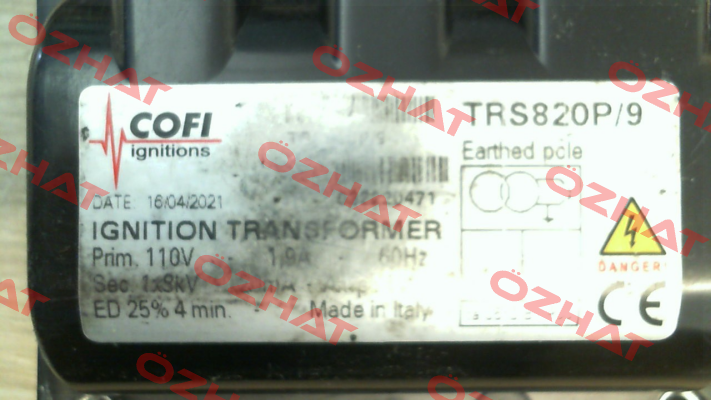 COFI
ignitions
TRS820P/9
Earthed pole
DATE 16/04/2021
IGNITION TRANSFORMER
Prim. 110V - 1,9A - 60Hz
Sec.
ED 25% 4 min. - Made in Italy
DANGER!
CE
OZHAT